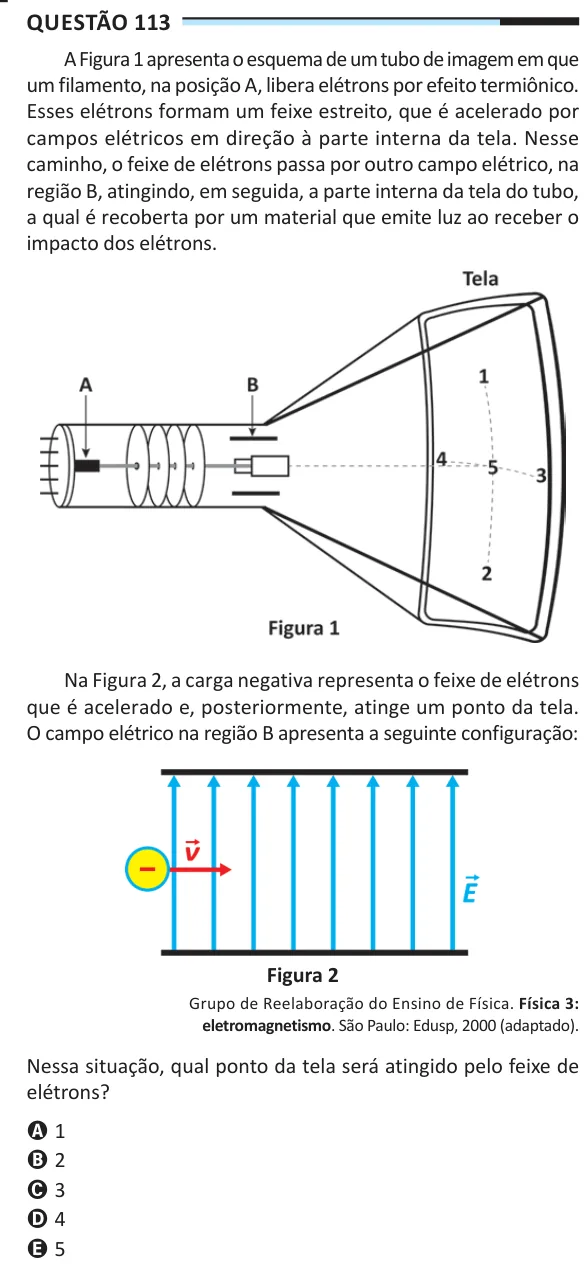 QUESTÃO 113
A Figura 1 apresenta o esquema de um tubo de imagem em que
um filamento, na posição A, libera elétrons por efeito termiônico.
Esses elétrons formam um feixe estreito, que é acelerado por
campos elétricos em direção à parte interna da tela. Nesse
caminho, o feixe de elétrons passa por outro campo elétrico, na
região B, atingindo, em seguida, a parte interna da tela do tubo,
a qual é recoberta por um material que emite luz ao receber o
impacto dos elétrons.
Tela
A
B
1
4
5
3
2
Figura 1
Na Figura 2, a carga negativa representa o feixe de elétrons
que é acelerado e, posteriormente, atinge um ponto da tela.
O campo elétrico na região B apresenta a seguinte configuração:
v⃗
−
E⃗
Figura 2
Grupo de Reelaboração do Ensino de Física. Física 3:
eletromagnetismo. São Paulo: Edusp, 2000 (adaptado).
Nessa situação, qual ponto da tela será atingido pelo feixe de
elétrons?
A 1
B 2
C 3
D 4
E 5